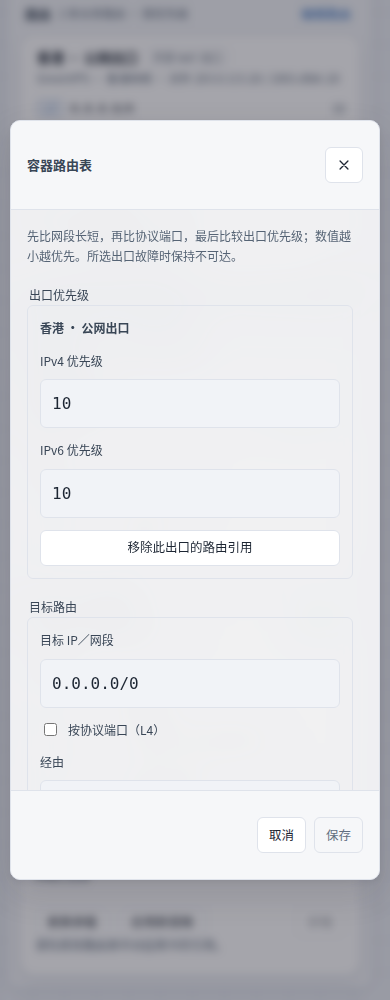 容器路由表
先比网段长短，再比协议端口，最后比较出口优先级；数值越
小越优先。所选出口故障时保持不可达。
出口优先级
香港 · 公网出口
IPv4 优先级
10
IPv6 优先级
10
移除此出口的路由引用
目标路由
目标 IP／网段
0.0.0.0/0
按协议端口（L4）
经由
取消
保存